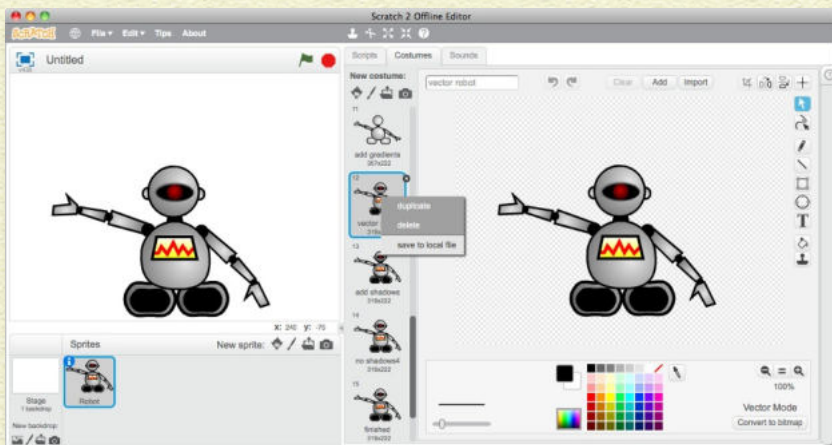 Scratch 2 Offline Editor
SCRATCH File Edit Tips About
Untitled
Scripts Costumes Sounds
New costume:
vector robot
Clear Add Import
11
add gradients
12
duplicate
delete
save to local file
vector
13
add shadows
14
no shadows4
15
finished
X: 240 y:
Sprites New sprite:
Stage
1 backdrop
Robot
New backdrop:
100%
Vector Mode
Convert to bitmap
T